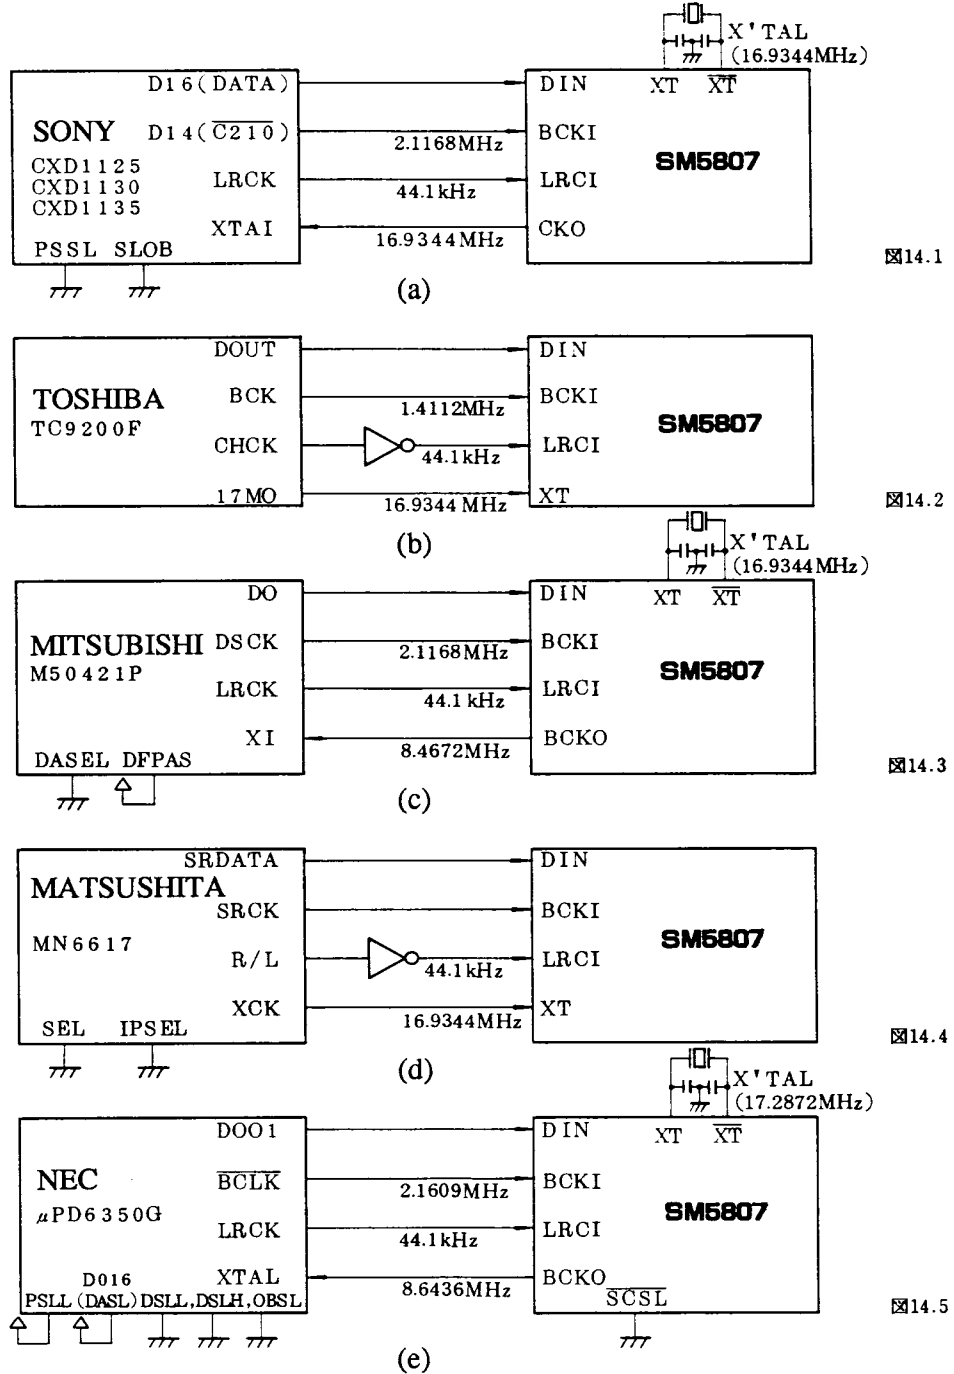 X'TAL
(16.9344MHz)
D16(DATA) DIN XT XT
SONY D14(C210) BCKI SM5807
2.1168MHz
CXD1125
CXD1130 LRCK LRCI
44.1kHz
CXD1135
XTAI CKO
16.9344MHz
PSSL SLOB
図14.1
(a)
DOUT DIN
TOSHIBA BCK BCKI
1.4112MHz
TC9200F SM5807
CHCK LRCI
44.1kHz
17MO XT
16.9344MHz
図14.2
(b)
X'TAL
(16.9344MHz)
DO DIN XT XT
MITSUBISHI DSCK BCKI
2.1168MHz
M50421P SM5807
LRCK LRCI
44.1kHz
XI BCKO
8.4672MHz
DASEL DFPAS
図14.3
(c)
SRDATA DIN
MATSUSHITA
SRCK BCKI
SM5807
MN6617
R/L LRCI
44.1kHz
XCK XT
16.9344MHz
SEL IPSEL
図14.4
(d)
X'TAL
(17.2872MHz)
DOO1 DIN XT XT
NEC BCLK BCKI
2.1609MHz
μPD6350G SM5807
LRCK LRCI
44.1kHz
XTAL BCKO
8.6436MHz
D016
PSLL (DASL) DSLL, DSLH, OBSL SCSL
図14.5
(e)